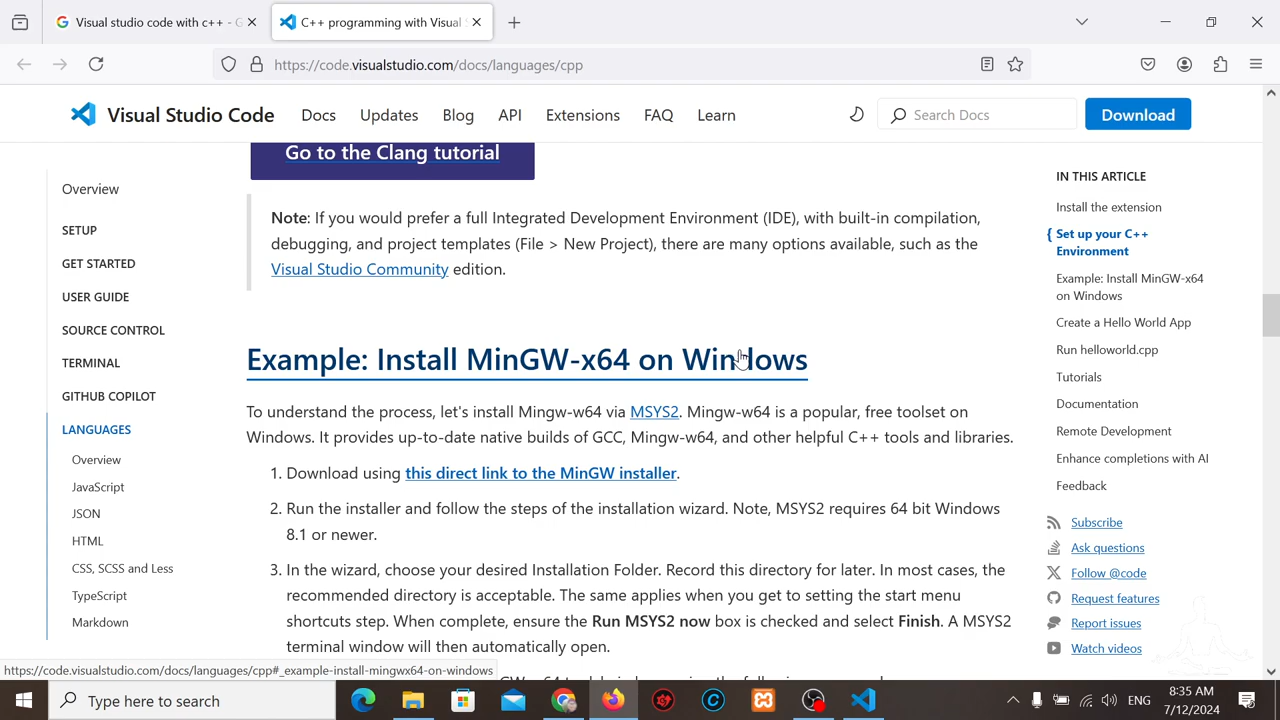 Visual studio code with c++ - G
C++ programming with Visual S
https://code.visualstudio.com/docs/languages/cpp
Visual Studio Code
Docs
Updates
Blog
API
Extensions
FAQ
Learn
Search Docs
Download
Overview
SETUP
GET STARTED
USER GUIDE
SOURCE CONTROL
TERMINAL
GITHUB COPILOT
LANGUAGES
Overview
JavaScript
JSON
HTML
CSS, SCSS and Less
TypeScript
Markdown
Go to the Clang tutorial
Note: If you would prefer a full Integrated Development Environment (IDE), with built-in compilation,
debugging, and project templates (File > New Project), there are many options available, such as the
Visual Studio Community edition.
Example: Install MinGW-x64 on Windows
To understand the process, let's install Mingw-w64 via MSYS2. Mingw-w64 is a popular, free toolset on
Windows. It provides up-to-date native builds of GCC, Mingw-w64, and other helpful C++ tools and libraries.
1. Download using this direct link to the MinGW installer.
2. Run the installer and follow the steps of the installation wizard. Note, MSYS2 requires 64 bit Windows
8.1 or newer.
3. In the wizard, choose your desired Installation Folder. Record this directory for later. In most cases, the
recommended directory is acceptable. The same applies when you get to setting the start menu
shortcuts step. When complete, ensure the Run MSYS2 now box is checked and select Finish. A MSYS2
terminal window will then automatically open.
IN THIS ARTICLE
Install the extension
Set up your C++
Environment
Example: Install MinGW-x64
on Windows
Create a Hello World App
Run helloworld.cpp
Tutorials
Documentation
Remote Development
Enhance completions with AI
Feedback
Subscribe
Ask questions
Follow @code
Request features
Report issues
Watch videos
https://code.visualstudio.com/docs/languages/cpp#_example-install-mingwx64-on-windows
Type here to search
ENG
8:35 AM
7/12/2024